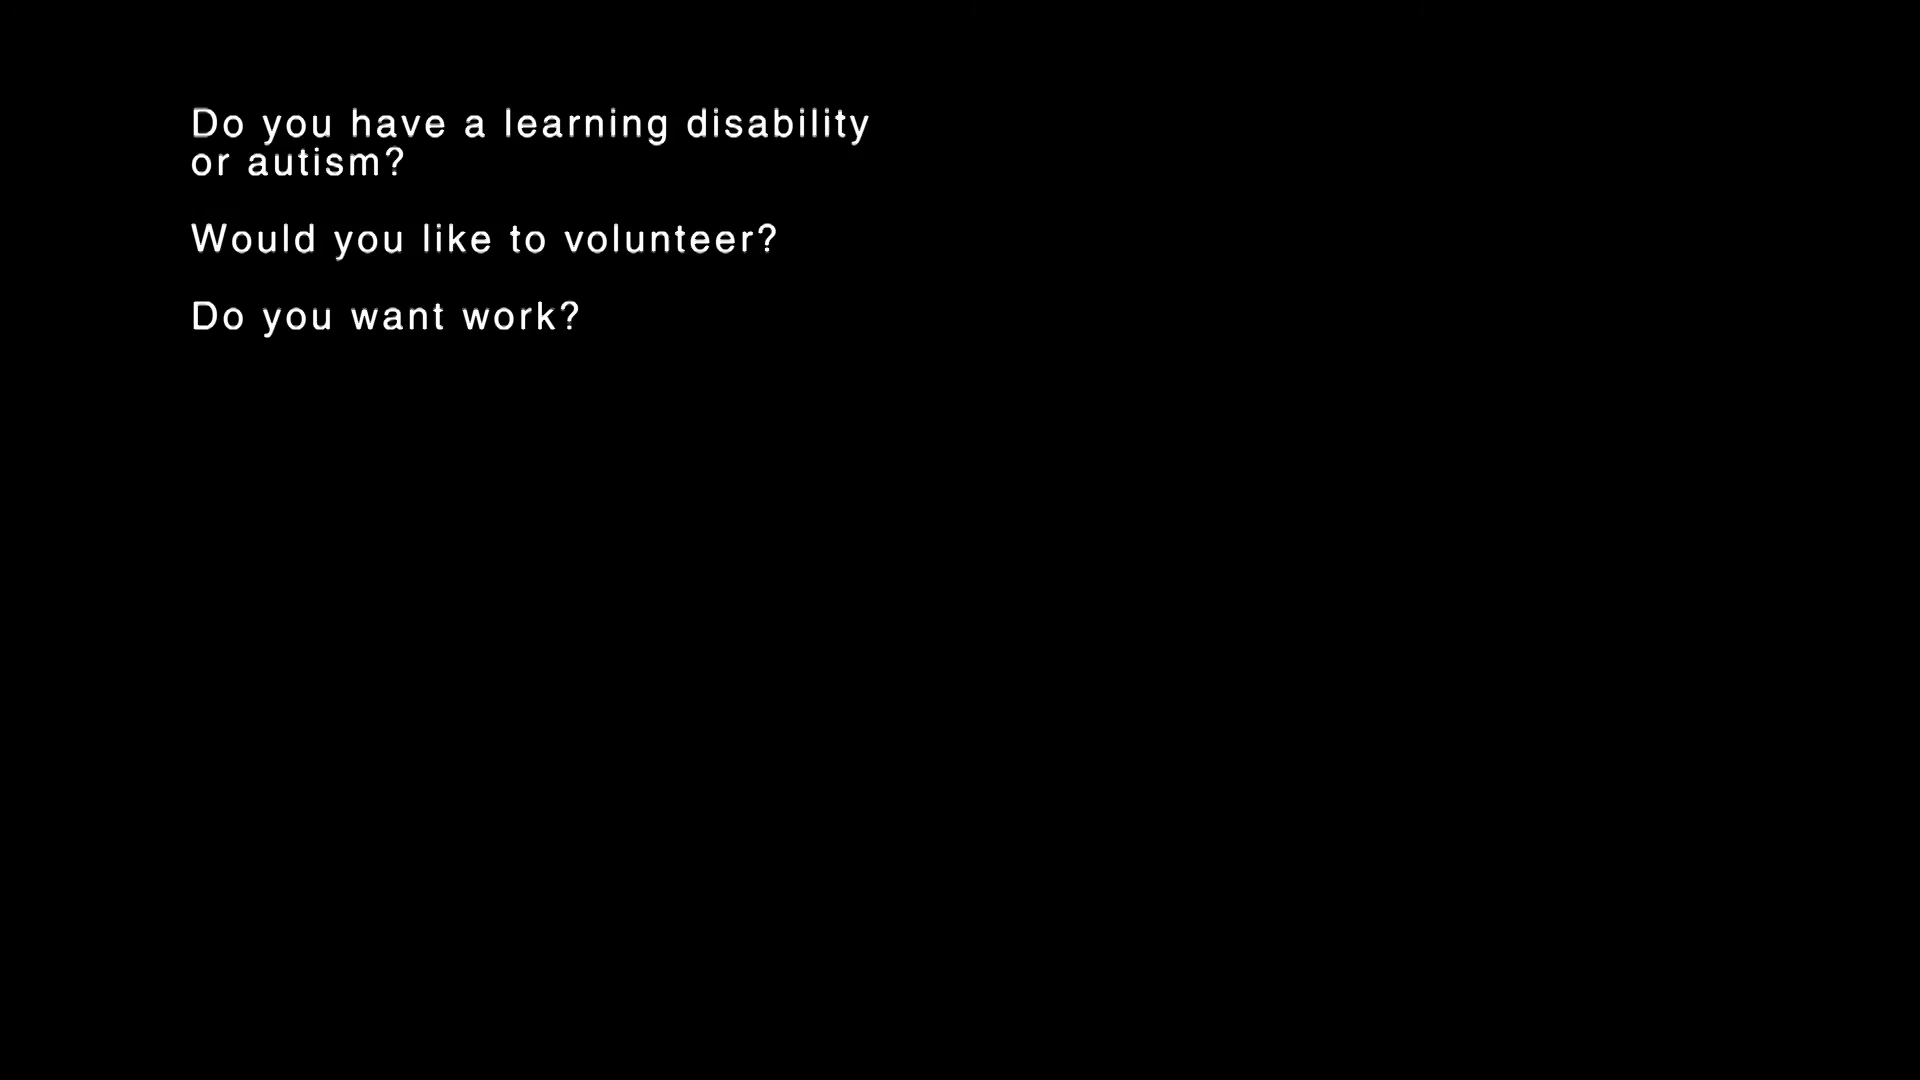 Do you have a learning disability
or autism?
Would you like to volunteer?
Do you want work?